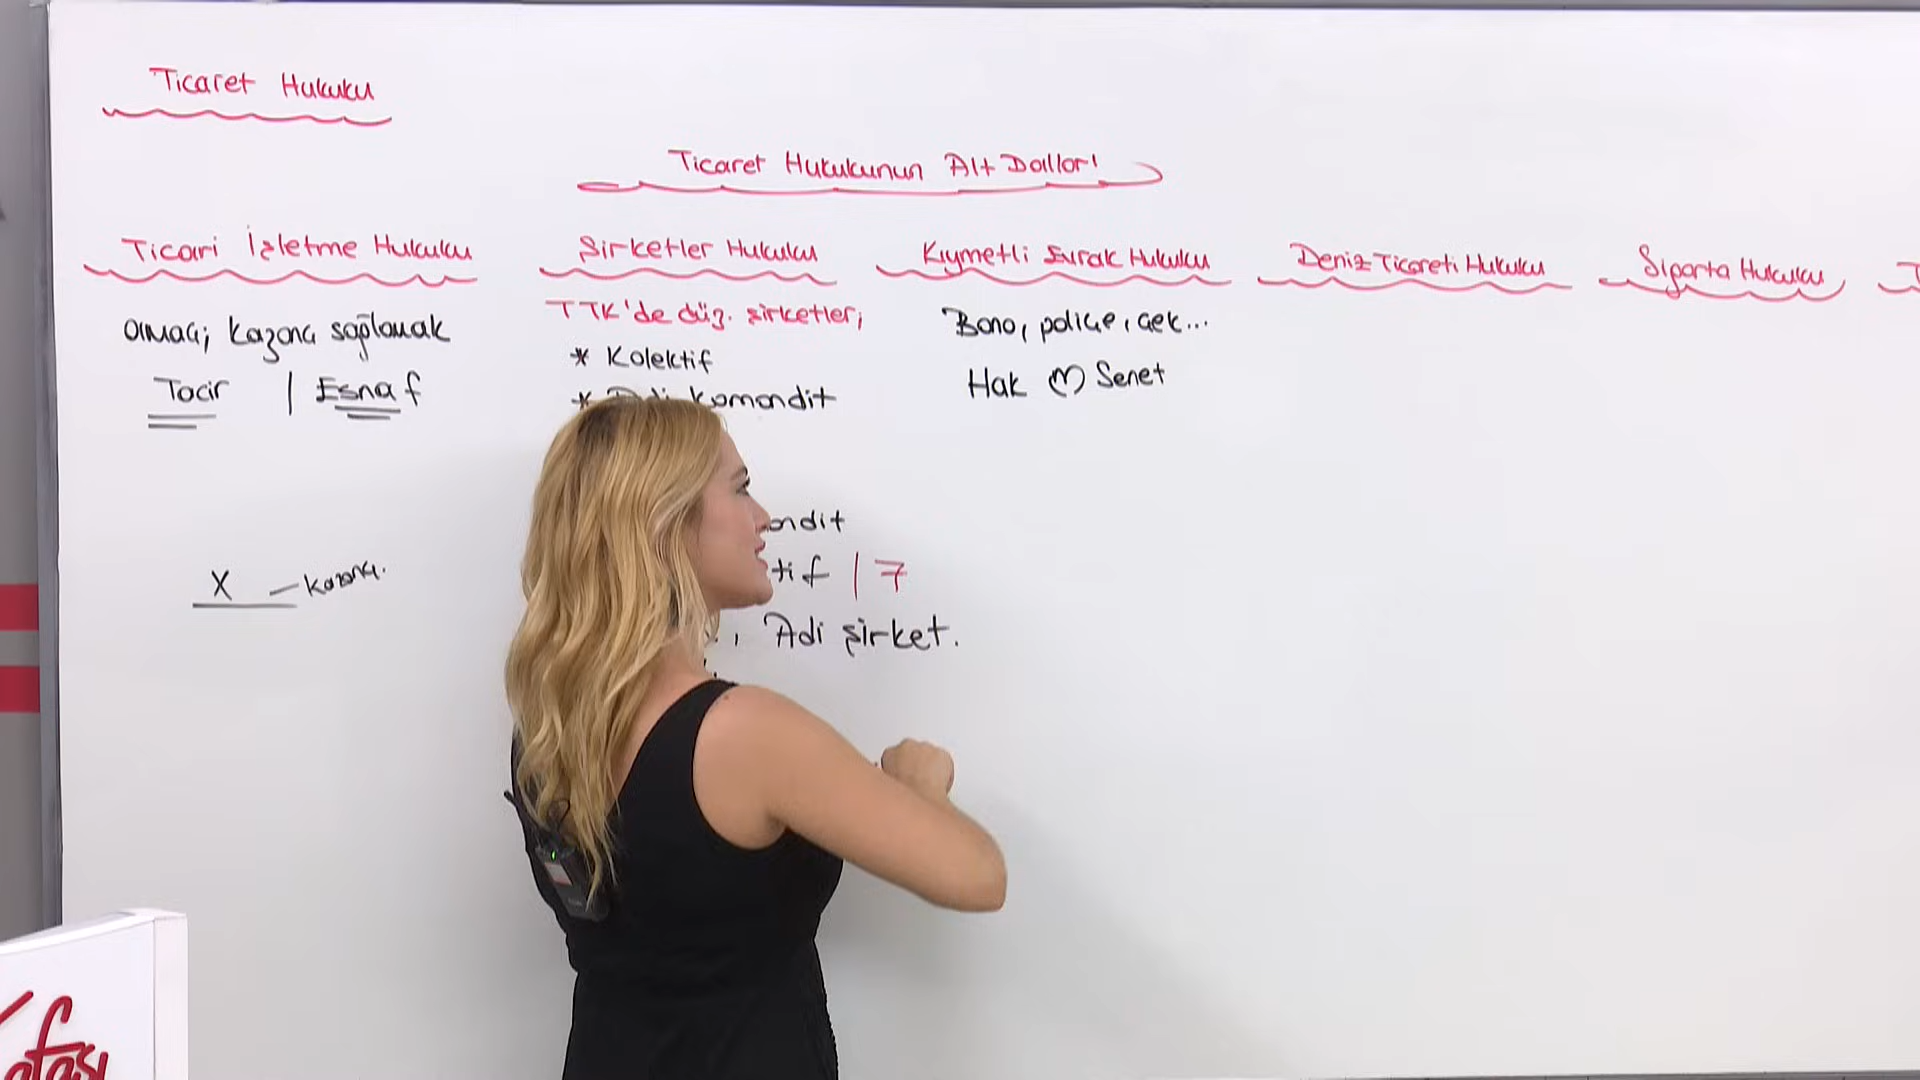 Ticaret Hukuku
Ticaret Hukukunun Alt Dalları
Ticari İşletme Hukuku
amacı; kazanç sağlamak
Tacir | Esnaf
X — kazanç.
Şirketler Hukuku
TTK'de düz. şirketler;
* Kolektif
* Adi komandit
ondit
tif | 7
, Adi şirket.
Kıymetli Evrak Hukuku
Bono, poliçe, çek...
Hak ♡ Senet
Deniz Ticareti Hukuku
Sigorta Hukuku
Kafası